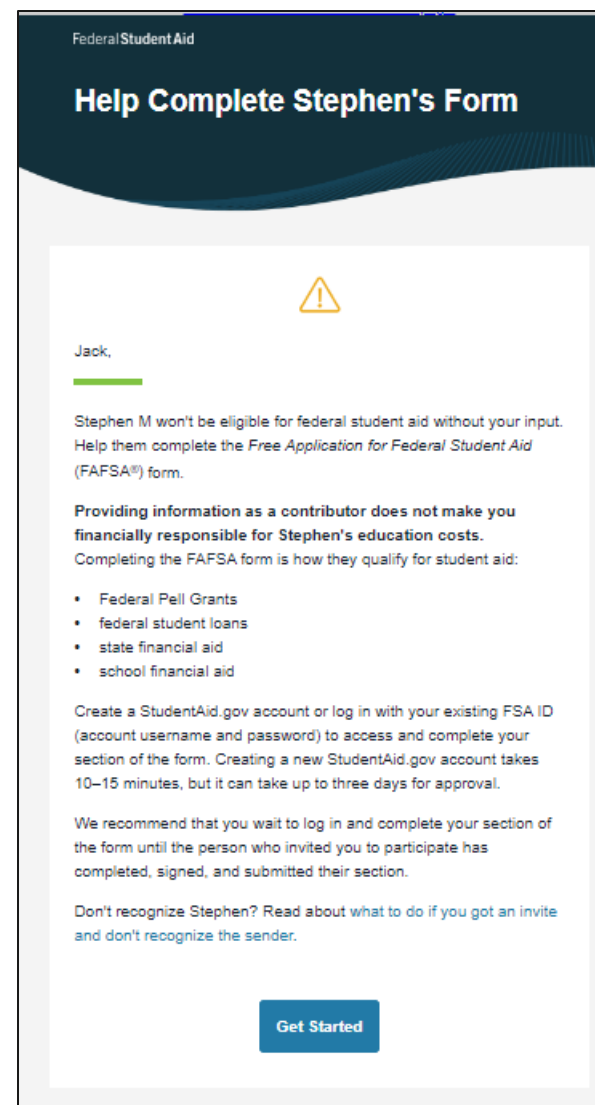 Federal Student Aid
Help Complete Stephen's Form
Jack,
Stephen M won't be eligible for federal student aid without your input.
Help them complete the Free Application for Federal Student Aid
(FAFSA®) form.
Providing information as a contributor does not make you
financially responsible for Stephen's education costs.
Completing the FAFSA form is how they qualify for student aid:
• Federal Pell Grants
• federal student loans
• state financial aid
• school financial aid
Create a StudentAid.gov account or log in with your existing FSA ID
(account username and password) to access and complete your
section of the form. Creating a new StudentAid.gov account takes
10–15 minutes, but it can take up to three days for approval.
We recommend that you wait to log in and complete your section of
the form until the person who invited you to participate has
completed, signed, and submitted their section.
Don't recognize Stephen? Read about what to do if you got an invite
and don't recognize the sender.
Get Started